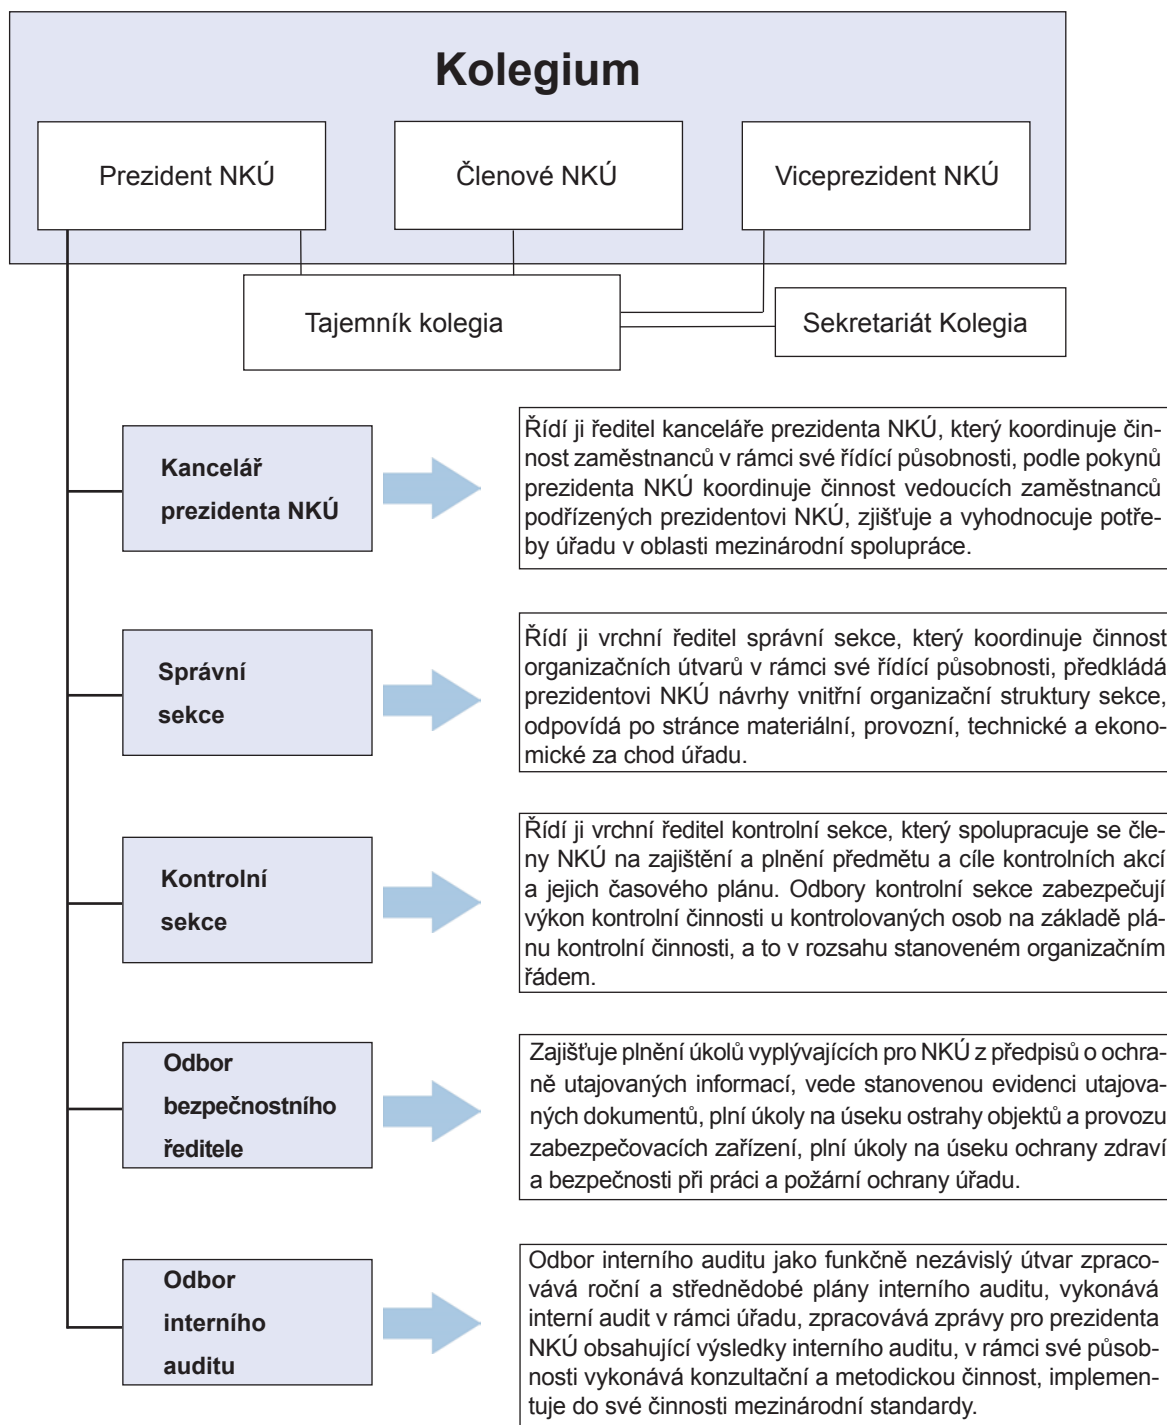 Kolegium
Prezident NKÚ
Členové NKÚ
Viceprezident NKÚ
Tajemník kolegia
Sekretariát Kolegia
Kancelář
prezidenta NKÚ
Řídí ji ředitel kanceláře prezidenta NKÚ, který koordinuje čin-
nost zaměstnanců v rámci své řídící působnosti, podle pokynů
prezidenta NKÚ koordinuje činnost vedoucích zaměstnanců
podřízených prezidentovi NKÚ, zjišťuje a vyhodnocuje potře-
by úřadu v oblasti mezinárodní spolupráce.
Správní
sekce
Řídí ji vrchní ředitel správní sekce, který koordinuje činnost
organizačních útvarů v rámci své řídící působnosti, předkládá
prezidentovi NKÚ návrhy vnitřní organizační struktury sekce,
odpovídá po stránce materiální, provozní, technické a ekono-
mické za chod úřadu.
Kontrolní
sekce
Řídí ji vrchní ředitel kontrolní sekce, který spolupracuje se čle-
ny NKÚ na zajištění a plnění předmětu a cíle kontrolních akcí
a jejich časového plánu. Odbory kontrolní sekce zabezpečují
výkon kontrolní činnosti u kontrolovaných osob na základě plá-
nu kontrolní činnosti, a to v rozsahu stanoveném organizačním
řádem.
Odbor
bezpečnostního
ředitele
Zajišťuje plnění úkolů vyplývajících pro NKÚ z předpisů o ochra-
ně utajovaných informací, vede stanovenou evidenci utajova-
ných dokumentů, plní úkoly na úseku ostrahy objektů a provozu
zabezpečovacích zařízení, plní úkoly na úseku ochrany zdraví
a bezpečnosti při práci a požární ochrany úřadu.
Odbor
interního
auditu
Odbor interního auditu jako funkčně nezávislý útvar zpraco-
vává roční a střednědobé plány interního auditu, vykonává
interní audit v rámci úřadu, zpracovává zprávy pro prezidenta
NKÚ obsahující výsledky interního auditu, v rámci své působ-
nosti vykonává konzultační a metodickou činnost, implemen-
tuje do své činnosti mezinárodní standardy.